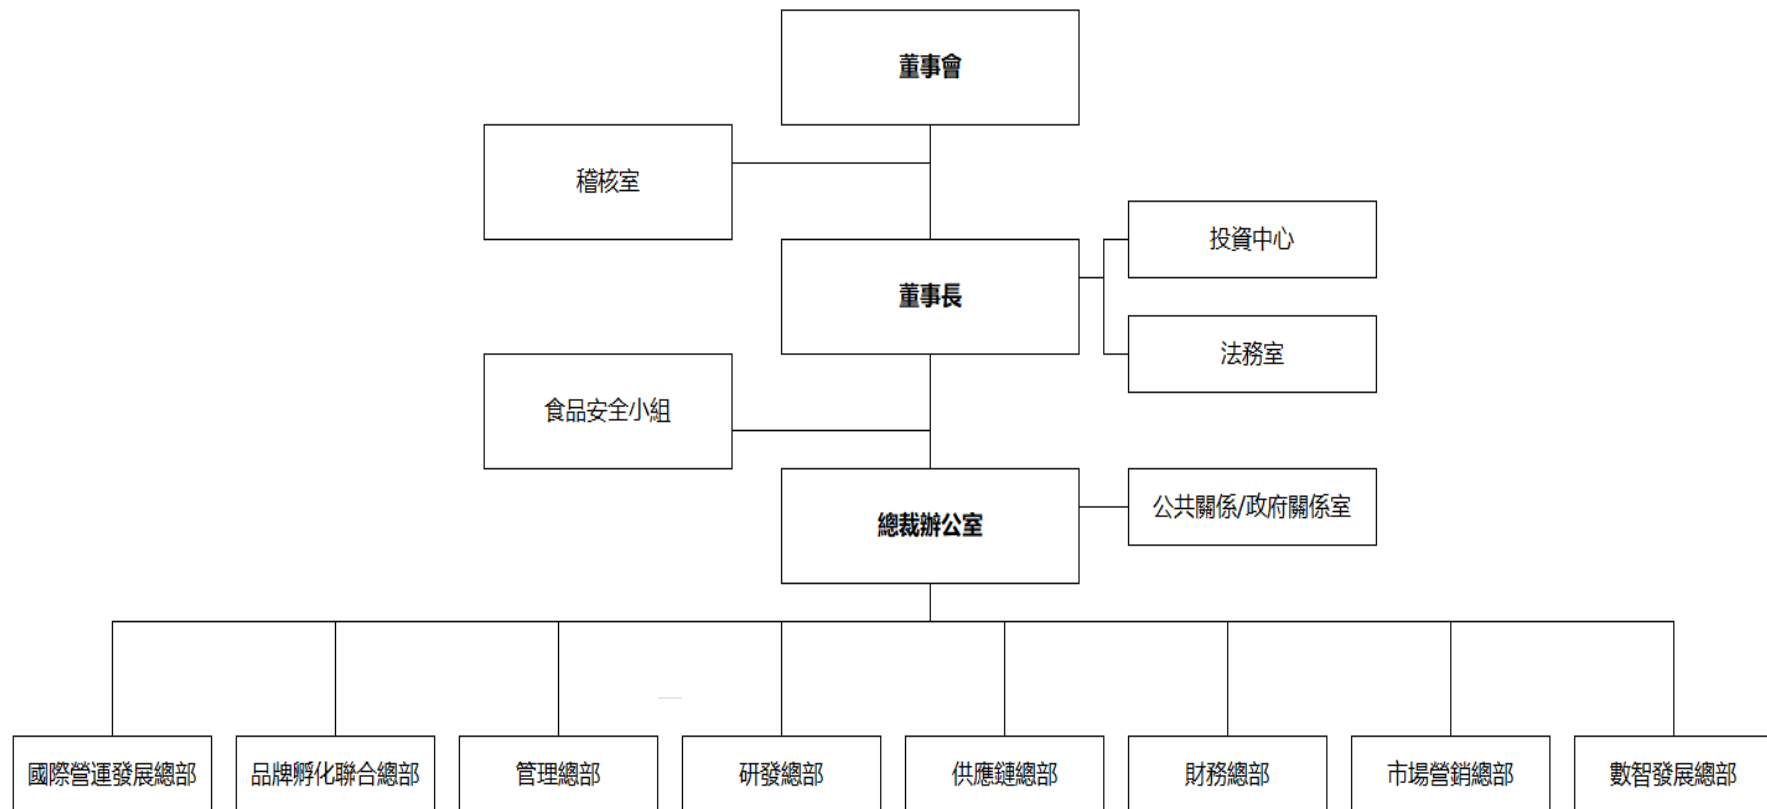 董事會
稽核室
投資中心
董事長
法務室
食品安全小組
公共關係/政府關係室
總裁辦公室
國際營運發展總部
品牌孵化聯合總部
管理總部
研發總部
供應鏈總部
財務總部
市場營銷總部
數智發展總部